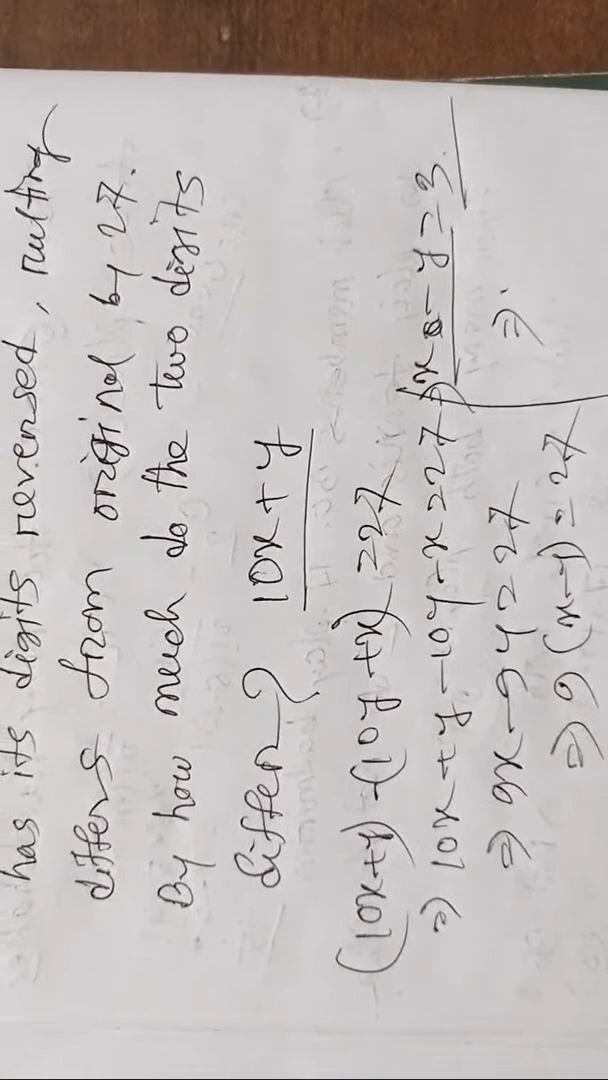 has its digits reversed, rulting
differs from original by 27.
By how much do the two digits
differ? 10x+y
(10x+y)-(10y+x) =27
⇒ 10x+y-10y-x=27
⇒ 9x-9y=27
⇒ 9(x-y)=27
x-y=3
⇒